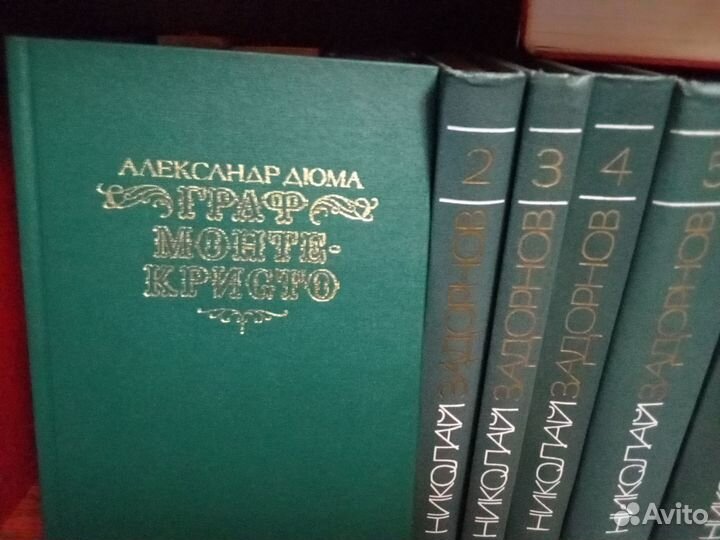 АЛЕКСАНДР ДЮМА
ГРАФ
МОНТЕ-
КРИСТО
2
НИКОЛАЙ ЗАДОРНОВ
3
НИКОЛАЙ ЗАДОРНОВ
4
НИКОЛАЙ ЗАДОРНОВ
5
НИКОЛАЙ ЗАДОРНОВ
Avito